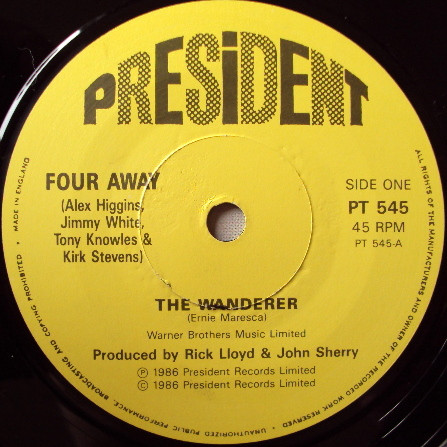 PRESiDENT
FOUR AWAY
(Alex Higgins,
Jimmy White,
Tony Knowles &
Kirk Stevens)
SIDE ONE
PT 545
45 RPM
PT 545-A
THE WANDERER
(Ernie Maresca)
Warner Brothers Music Limited
Produced by Rick Lloyd & John Sherry
Ⓟ 1986 President Records Limited
© 1986 President Records Limited
ALL RIGHTS OF THE MANUFACTURERS AND OWNER OF THE RECORDED WORK RESERVED • UNAUTHORIZED PUBLIC PERFORMANCE, BROADCASTING AND COPYING PROHIBITED • MADE IN ENGLAND